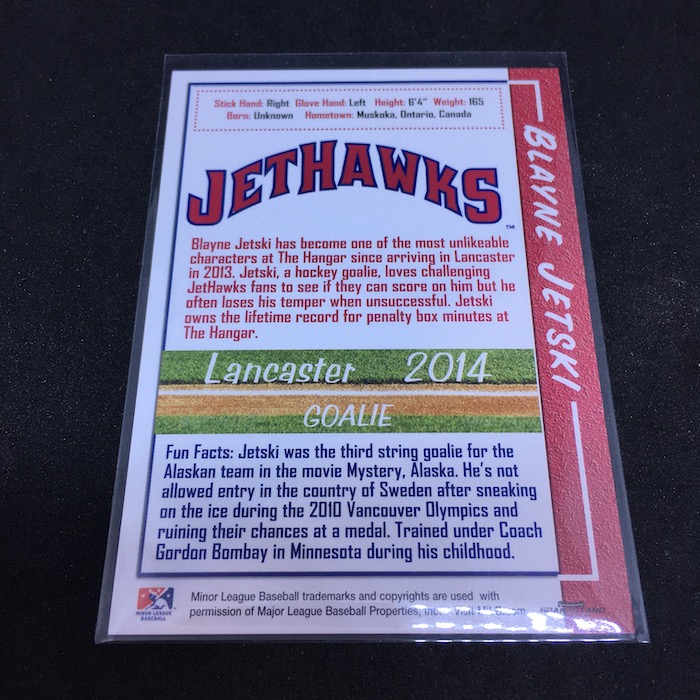 Stick Hand: Right Glove Hand: Left Height: 6'4" Weight: 165
Born: Unknown Hometown: Muskoka, Ontario, Canada
JETHAWKS
TM
Blayne Jetski has become one of the most unlikeable
characters at The Hangar since arriving in Lancaster
in 2013. Jetski, a hockey goalie, loves challenging
JetHawks fans to see if they can score on him but he
often loses his temper when unsuccessful. Jetski
owns the lifetime record for penalty box minutes at
The Hangar.
Lancaster 2014
GOALIE
Fun Facts: Jetski was the third string goalie for the
Alaskan team in the movie Mystery, Alaska. He's not
allowed entry in the country of Sweden after sneaking
on the ice during the 2010 Vancouver Olympics and
ruining their chances at a medal. Trained under Coach
Gordon Bombay in Minnesota during his childhood.
BLAYNE JETSKI
MINOR LEAGUE
BASEBALL
Minor League Baseball trademarks and copyrights are used with
permission of Major League Baseball Properties, Inc. Visit